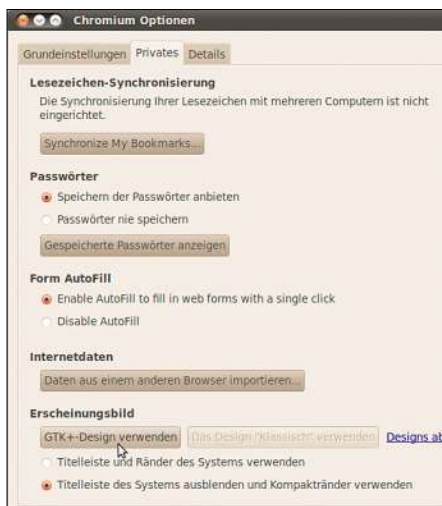 Chromium Optionen
Grundeinstellungen Privates Details
Lesezeichen-Synchronisierung
Die Synchronisierung Ihrer Lesezeichen mit mehreren Computern ist nicht
eingerichtet.
Synchronize My Bookmarks...
Passwörter
Speichern der Passwörter anbieten
Passwörter nie speichern
Gespeicherte Passwörter anzeigen
Form AutoFill
Enable AutoFill to fill in web forms with a single click
Disable AutoFill
Internetdaten
Daten aus einem anderen Browser importieren...
Erscheinungsbild
GTK+-Design verwenden Das Design "Klassisch" verwenden Designs ab
Titelleiste und Ränder des Systems verwenden
Titelleiste des Systems ausblenden und Kompaktränder verwenden